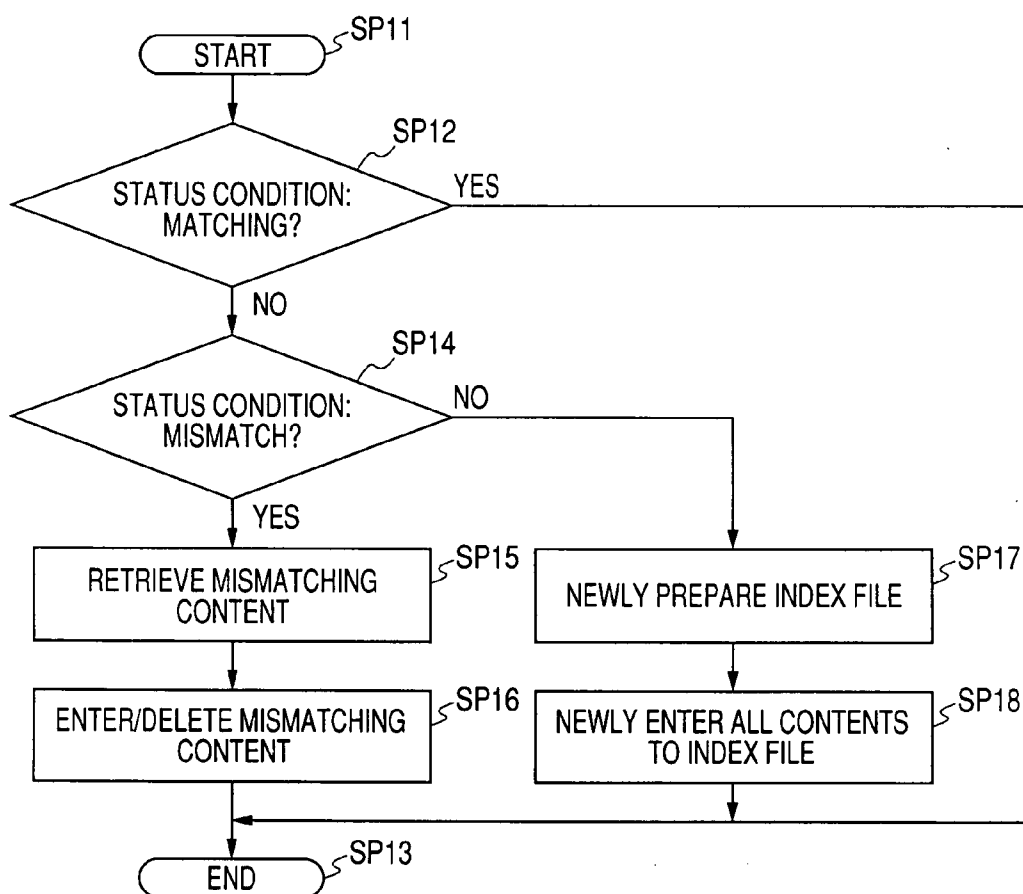 SP11
START
SP12
STATUS CONDITION:
MATCHING?
YES
NO
SP14
STATUS CONDITION:
MISMATCH?
NO
YES
SP15
RETRIEVE MISMATCHING
CONTENT
SP17
NEWLY PREPARE INDEX FILE
SP16
ENTER/DELETE MISMATCHING
CONTENT
SP18
NEWLY ENTER ALL CONTENTS
TO INDEX FILE
SP13
END